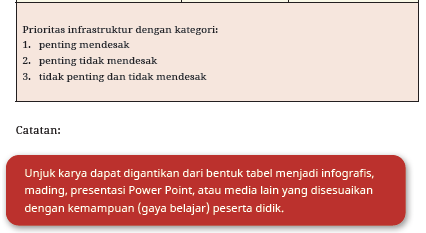 Prioritas infrastruktur dengan kategori:
1. penting mendesak
2. penting tidak mendesak
3. tidak penting dan tidak mendesak
Catatan:
Unjuk karya dapat digantikan dari bentuk tabel menjadi infografis,
mading, presentasi Power Point, atau media lain yang disesuaikan
dengan kemampuan (gaya belajar) peserta didik.